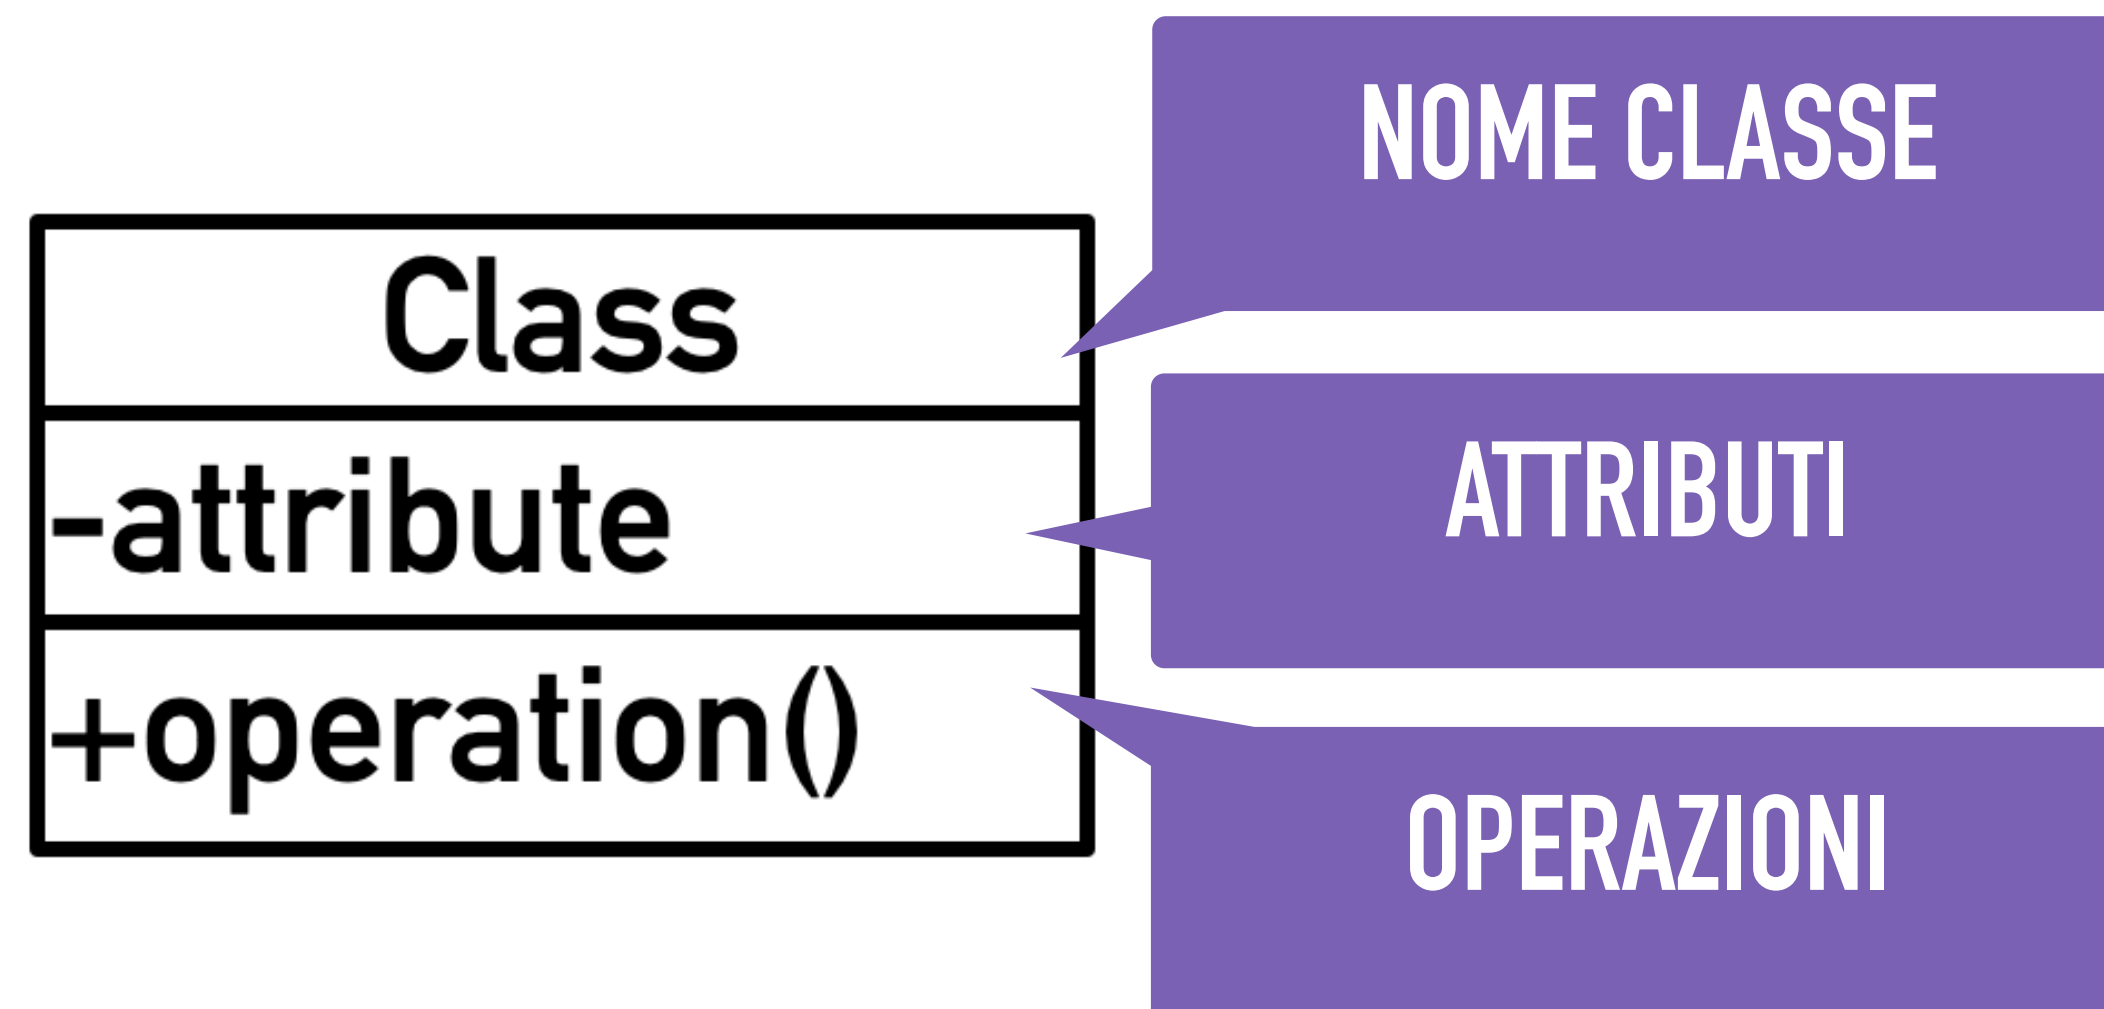 NOME CLASSE
Class
-attribute
ATTRIBUTI
+operation()
OPERAZIONI